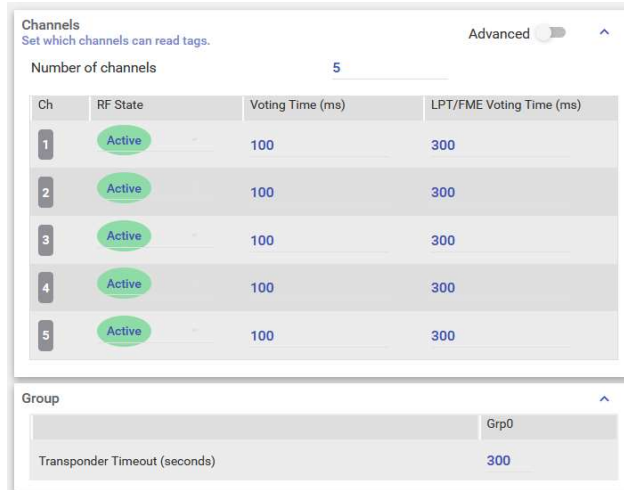 Channels
Set which channels can read tags.
Advanced
Number of channels 5
Ch RF State Voting Time (ms) LPT/FME Voting Time (ms)
1 Active 100 300
2 Active 100 300
3 Active 100 300
4 Active 100 300
5 Active 100 300
Group
Grp0
Transponder Timeout (seconds) 300